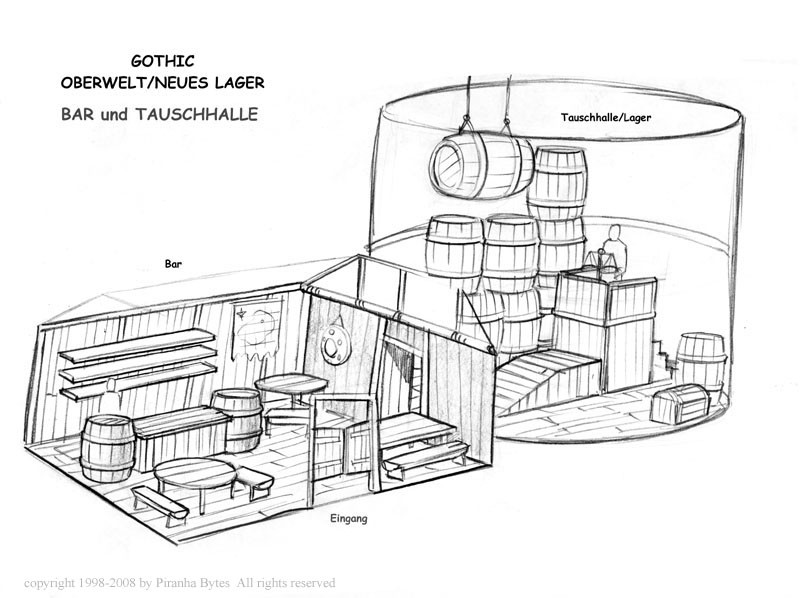 GOTHIC
OBERWELT/NEUES LAGER
BAR und TAUSCHHALLE
Tauschhalle/Lager
Bar
Eingang
copyright 1998-2008 by Piranha Bytes All rights reserved